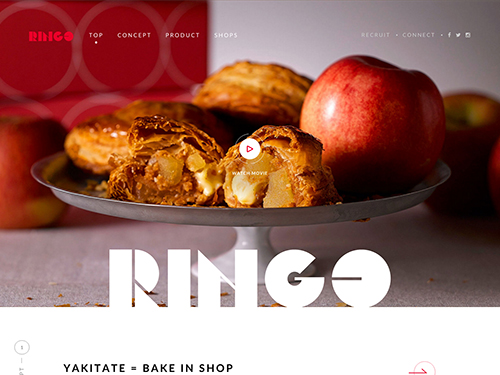 RINGO TOP CONCEPT PRODUCT SHOPS RECRUIT • CONNECT •
WATCH MOVIE
RINGO
YAKITATE = BAKE IN SHOP